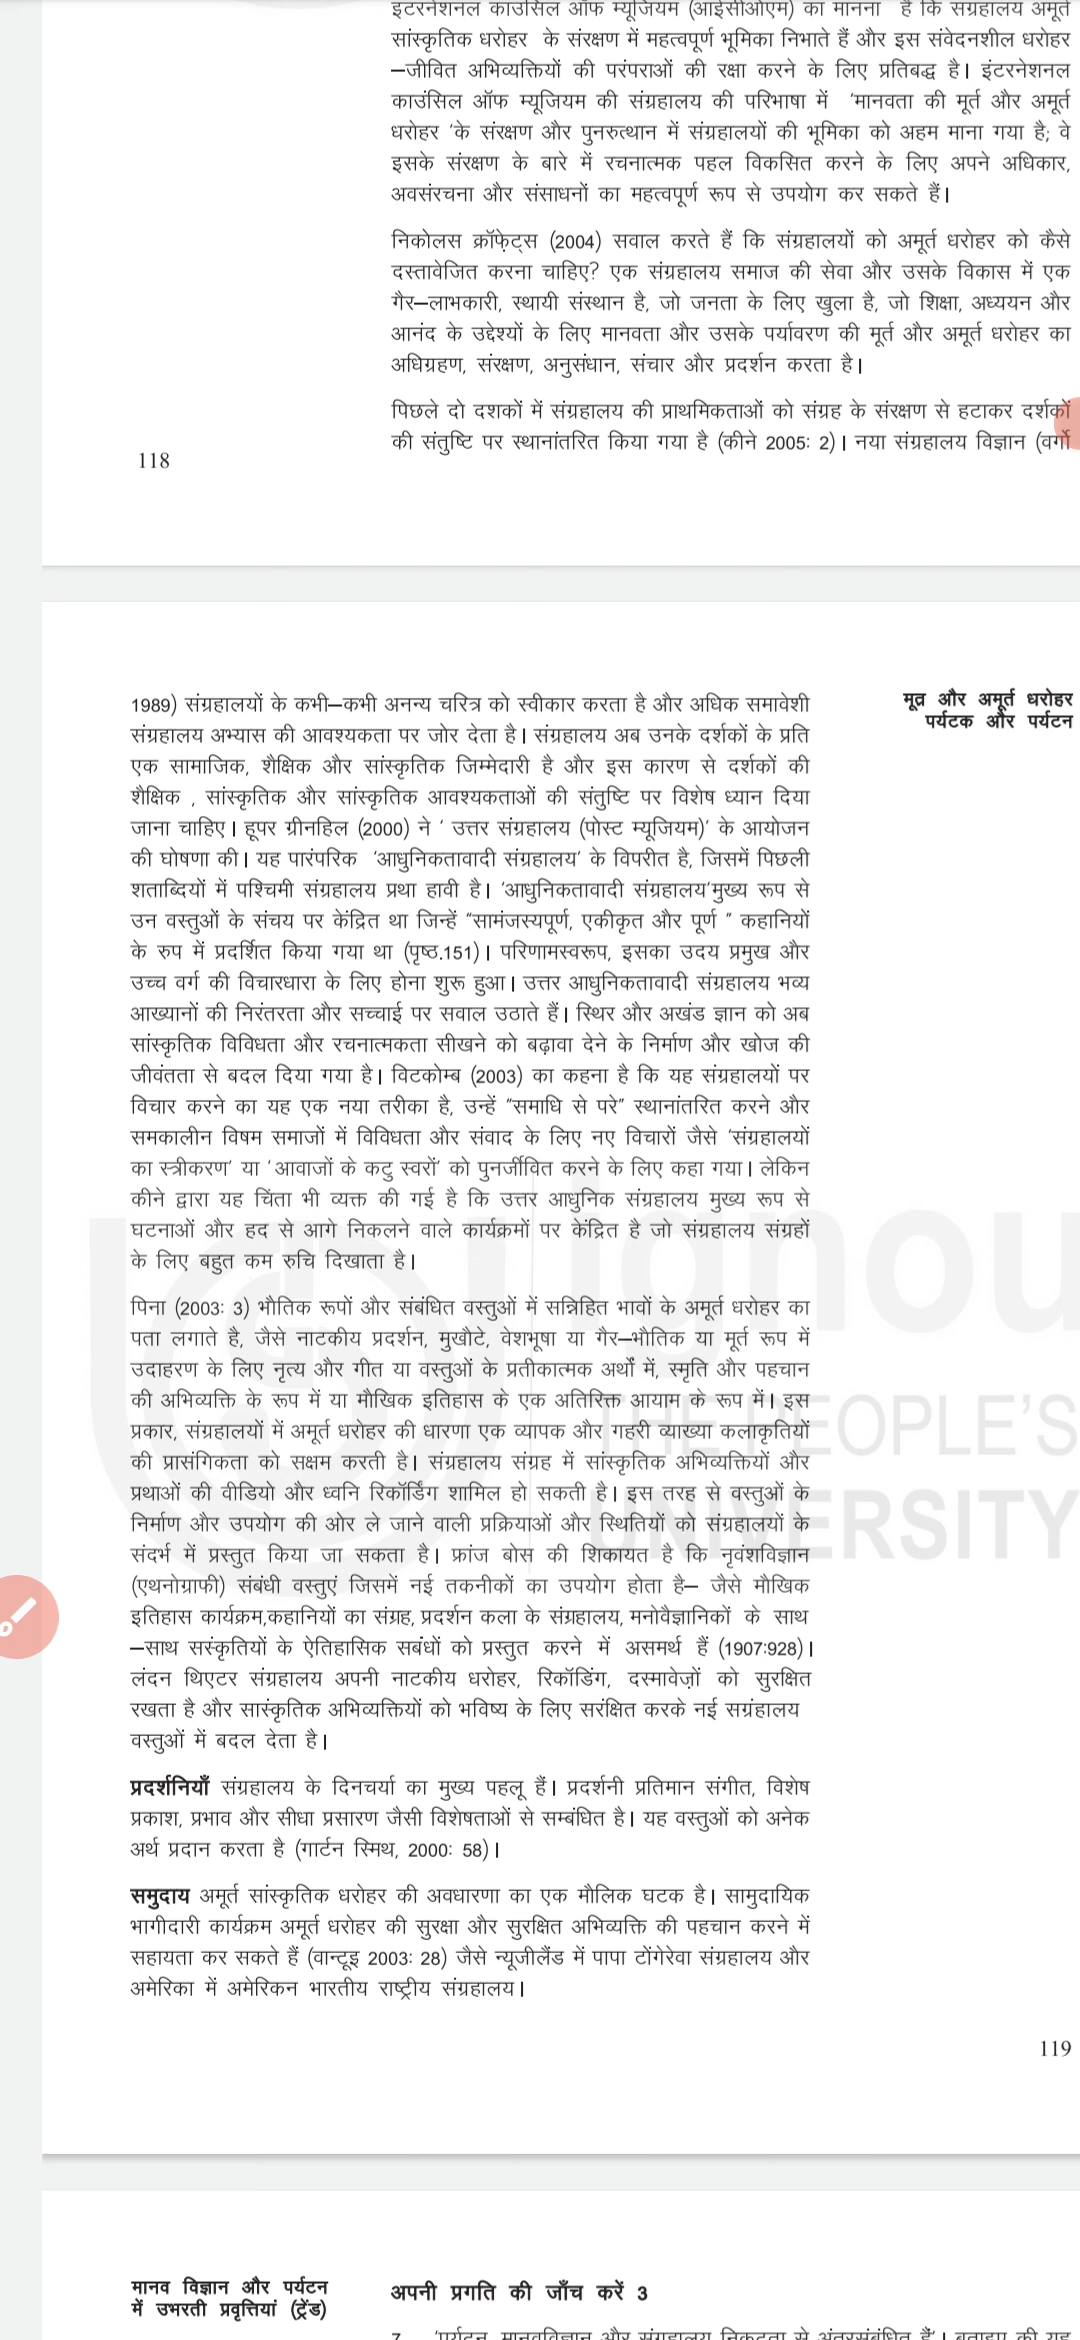 इंटरनेशनल काउंसिल ऑफ म्यूजियम (आईसीओएम) का मानना है कि संग्रहालय अमूर्त
सांस्कृतिक धरोहर के संरक्षण में महत्वपूर्ण भूमिका निभाते हैं और इस संवेदनशील धरोहर
–जीवित अभिव्यक्तियों की परंपराओं की रक्षा करने के लिए प्रतिबद्ध है। इंटरनेशनल
काउंसिल ऑफ म्यूजियम की संग्रहालय की परिभाषा में 'मानवता की मूर्त और अमूर्त
धरोहर 'के संरक्षण और पुनरुत्थान में संग्रहालयों की भूमिका को अहम माना गया है; वे
इसके संरक्षण के बारे में रचनात्मक पहल विकसित करने के लिए अपने अधिकार,
अवसंरचना और संसाधनों का महत्वपूर्ण रूप से उपयोग कर सकते हैं।
निकोलस क्रॉफ़ेट्स (2004) सवाल करते हैं कि संग्रहालयों को अमूर्त धरोहर को कैसे
दस्तावेजित करना चाहिए? एक संग्रहालय समाज की सेवा और उसके विकास में एक
गैर–लाभकारी, स्थायी संस्थान है, जो जनता के लिए खुला है, जो शिक्षा, अध्ययन और
आनंद के उद्देश्यों के लिए मानवता और उसके पर्यावरण की मूर्त और अमूर्त धरोहर का
अधिग्रहण, संरक्षण, अनुसंधान, संचार और प्रदर्शन करता है।
पिछले दो दशकों में संग्रहालय की प्राथमिकताओं को संग्रह के संरक्षण से हटाकर दर्शकों
की संतुष्टि पर स्थानांतरित किया गया है (कीने 2005: 2)। नया संग्रहालय विज्ञान (वर्गो
118
मूव्र और अमूर्त धरोहर
पर्यटक और पर्यटन
1989) संग्रहालयों के कभी–कभी अनन्य चरित्र को स्वीकार करता है और अधिक समावेशी
संग्रहालय अभ्यास की आवश्यकता पर जोर देता है। संग्रहालय अब उनके दर्शकों के प्रति
एक सामाजिक, शैक्षिक और सांस्कृतिक जिम्मेदारी है और इस कारण से दर्शकों की
शैक्षिक , सांस्कृतिक और सांस्कृतिक आवश्यकताओं की संतुष्टि पर विशेष ध्यान दिया
जाना चाहिए। हूपर ग्रीनहिल (2000) ने ' उत्तर संग्रहालय (पोस्ट म्यूजियम)' के आयोजन
की घोषणा की। यह पारंपरिक 'आधुनिकतावादी संग्रहालय' के विपरीत है, जिसमें पिछली
शताब्दियों में पश्चिमी संग्रहालय प्रथा हावी है। 'आधुनिकतावादी संग्रहालय'मुख्य रूप से
उन वस्तुओं के संचय पर केंद्रित था जिन्हें "सामंजस्यपूर्ण, एकीकृत और पूर्ण " कहानियों
के रुप में प्रदर्शित किया गया था (पृष्ठ.151)। परिणामस्वरूप, इसका उदय प्रमुख और
उच्च वर्ग की विचारधारा के लिए होना शुरू हुआ। उत्तर आधुनिकतावादी संग्रहालय भव्य
आख्यानों की निरंतरता और सच्चाई पर सवाल उठाते हैं। स्थिर और अखंड ज्ञान को अब
सांस्कृतिक विविधता और रचनात्मकता सीखने को बढ़ावा देने के निर्माण और खोज की
जीवंतता से बदल दिया गया है। विटकोम्ब (2003) का कहना है कि यह संग्रहालयों पर
विचार करने का यह एक नया तरीका है, उन्हें "समाधि से परे" स्थानांतरित करने और
समकालीन विषम समाजों में विविधता और संवाद के लिए नए विचारों जैसे 'संग्रहालयों
का स्त्रीकरण' या ' आवाजों के कटु स्वरों' को पुनर्जीवित करने के लिए कहा गया। लेकिन
कीने द्वारा यह चिंता भी व्यक्त की गई है कि उत्तर आधुनिक संग्रहालय मुख्य रूप से
घटनाओं और हद से आगे निकलने वाले कार्यक्रमों पर केंद्रित है जो संग्रहालय संग्रहों
के लिए बहुत कम रुचि दिखाता है।
पिना (2003: 3) भौतिक रूपों और संबंधित वस्तुओं में सन्निहित भावों के अमूर्त धरोहर का
पता लगाते है, जैसे नाटकीय प्रदर्शन, मुखौटे, वेशभूषा या गैर–भौतिक या मूर्त रूप में
उदाहरण के लिए नृत्य और गीत या वस्तुओं के प्रतीकात्मक अर्थों में, स्मृति और पहचान
की अभिव्यक्ति के रूप में या मौखिक इतिहास के एक अतिरिक्त आयाम के रूप में। इस
प्रकार, संग्रहालयों में अमूर्त धरोहर की धारणा एक व्यापक और गहरी व्याख्या कलाकृतियों
की प्रासंगिकता को सक्षम करती है। संग्रहालय संग्रह में सांस्कृतिक अभिव्यक्तियों और
प्रथाओं की वीडियो और ध्वनि रिकॉर्डिंग शामिल हो सकती है। इस तरह से वस्तुओं के
निर्माण और उपयोग की ओर ले जाने वाली प्रक्रियाओं और स्थितियों को संग्रहालयों के
संदर्भ में प्रस्तुत किया जा सकता है। फ्रांज बोस की शिकायत है कि नृवंशविज्ञान
(एथनोग्राफी) संबंधी वस्तुएं जिसमें नई तकनीकों का उपयोग होता है– जैसे मौखिक
इतिहास कार्यक्रम,कहानियों का संग्रह, प्रदर्शन कला के संग्रहालय, मनोवैज्ञानिकों के साथ
–साथ सस्ंकृतियों के ऐतिहासिक सबंधों को प्रस्तुत करने में असमर्थ हैं (1907:928)।
लंदन थिएटर संग्रहालय अपनी नाटकीय धरोहर, रिकॉडिंग, दस्मावेज़ों को सुरक्षित
रखता है और सास्ंकृतिक अभिव्यक्तियों को भविष्य के लिए सरंक्षित करके नई सग्रंहालय
वस्तुओं में बदल देता है।
प्रदर्शनियाँ संग्रहालय के दिनचर्या का मुख्य पहलू हैं। प्रदर्शनी प्रतिमान संगीत, विशेष
प्रकाश, प्रभाव और सीधा प्रसारण जैसी विशेषताओं से सम्बंधित है। यह वस्तुओं को अनेक
अर्थ प्रदान करता है (गार्टन स्मिथ, 2000: 58)।
समुदाय अमूर्त सांस्कृतिक धरोहर की अवधारणा का एक मौलिक घटक है। सामुदायिक
भागीदारी कार्यक्रम अमूर्त धरोहर की सुरक्षा और सुरक्षित अभिव्यक्ति की पहचान करने में
सहायता कर सकते हैं (वान्टूइ 2003: 28) जैसे न्यूजीलैंड में पापा टोंगेरेवा संग्रहालय और
अमेरिका में अमेरिकन भारतीय राष्ट्रीय संग्रहालय।
ignou
THE PEOPLE'S
UNIVERSITY
119
मानव विज्ञान और पर्यटन
में उभरती प्रवृत्तियां (ट्रेंड)
अपनी प्रगति की जाँच करें 3
7. 'पर्यटन, मानवविज्ञान और संग्रहालय निकटता से अंतरसंबंधित हैं'। बताइए की यह